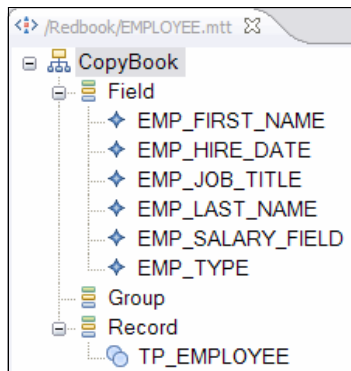 /Redbook/EMPLOYEE.mtt
CopyBook
Field
EMP_FIRST_NAME
EMP_HIRE_DATE
EMP_JOB_TITLE
EMP_LAST_NAME
EMP_SALARY_FIELD
EMP_TYPE
Group
Record
TP_EMPLOYEE